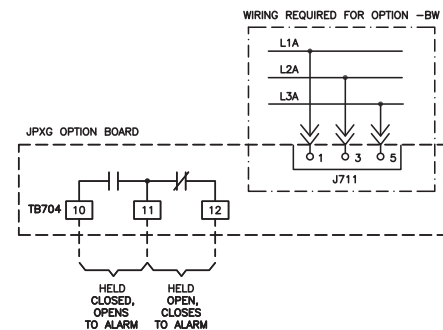 WIRING REQUIRED FOR OPTION -BW
L1A
L2A
L3A
JPXG OPTION BOARD
1 3 5
J711
TB704 10 11 12
HELD
CLOSED,
OPENS
TO ALARM
HELD
OPEN,
CLOSES
TO ALARM